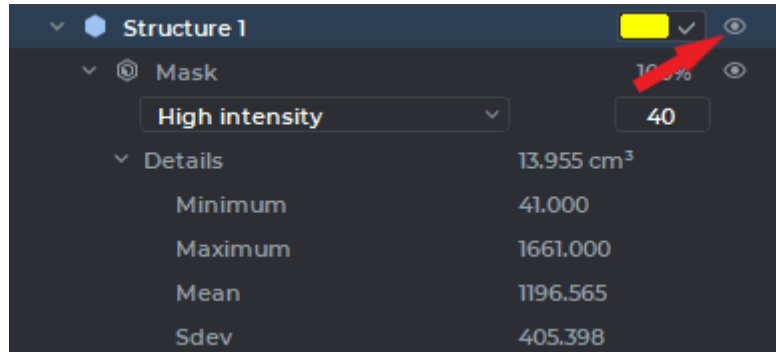 Structure 1
Mask 100%
High intensity 40
Details 13.955 cm³
Minimum 41.000
Maximum 1661.000
Mean 1196.565
Sdev 405.398